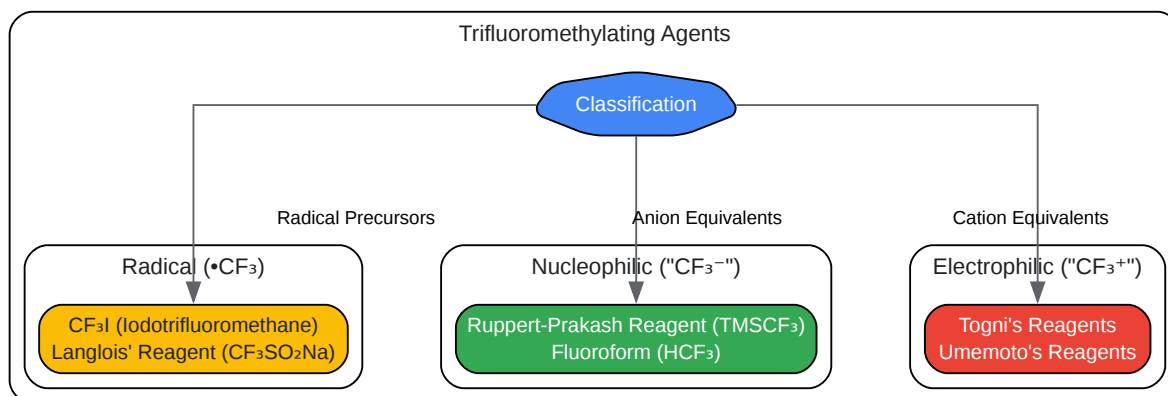 Trifluoromethylating Agents
Classification
Radical Precursors
Anion Equivalents
Cation Equivalents
Radical (•CF₃)
CF₃I (Iodotrifluoromethane)
Langlois' Reagent (CF₃SO₂Na)
Nucleophilic ("CF₃⁻")
Ruppert-Prakash Reagent (TMSCF₃)
Fluoroform (HCF₃)
Electrophilic ("CF₃⁺")
Togni's Reagents
Umemoto's Reagents